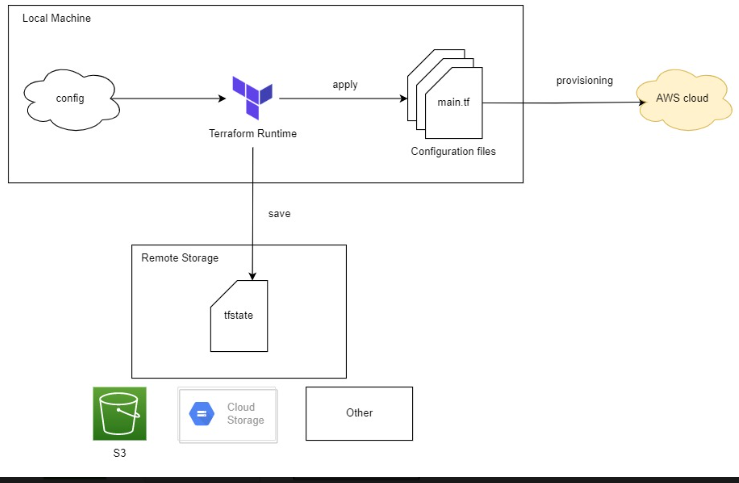 Local Machine
config
Terraform Runtime
apply
main.tf
Configuration files
provisioning
AWS cloud
save
Remote Storage
tfstate
S3
Cloud
Storage
Other